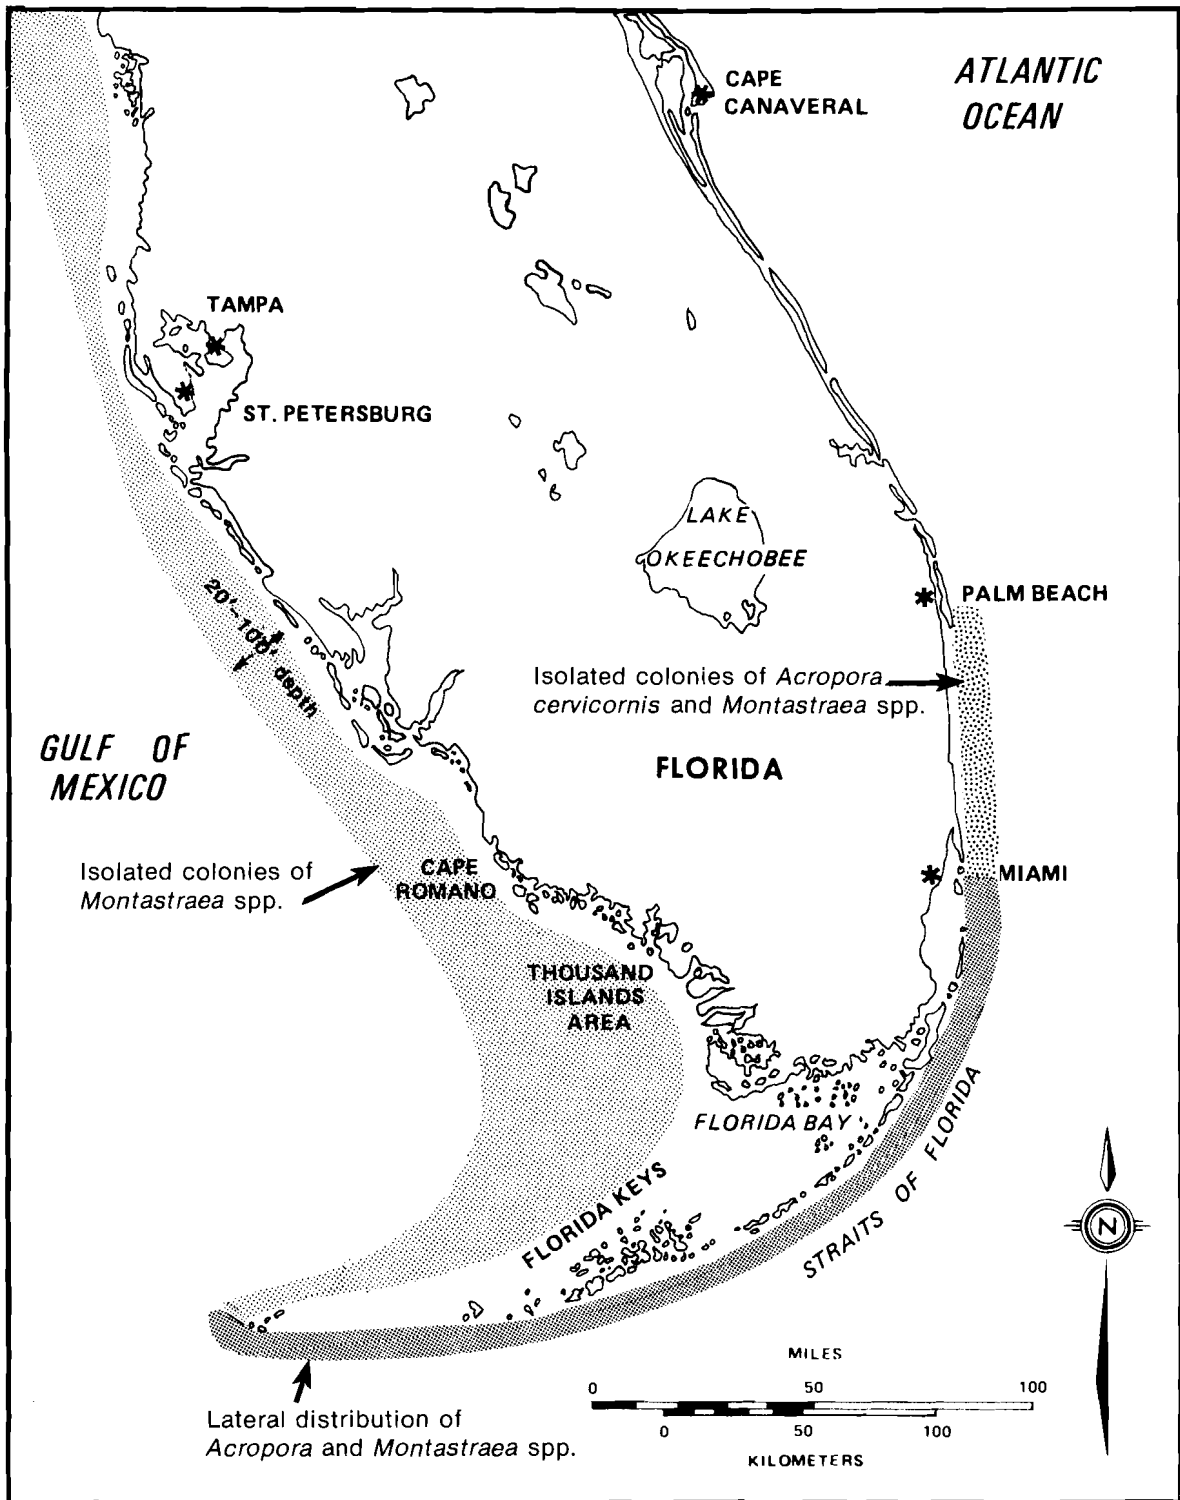 ATLANTIC
OCEAN
CAPE
CANAVERAL
TAMPA
ST. PETERSBURG
LAKE
OKEECHOBEE
PALM BEACH
20'-100' depth
Isolated colonies of Acropora
cervicornis and Montastraea spp.
GULF OF
MEXICO
FLORIDA
Isolated colonies of
Montastraea spp.
CAPE
ROMANO
MIAMI
THOUSAND
ISLANDS
AREA
FLORIDA BAY
STRAITS OF FLORIDA
FLORIDA KEYS
N
MILES
0 50 100
0 50 100
KILOMETERS
Lateral distribution of
Acropora and Montastraea spp.